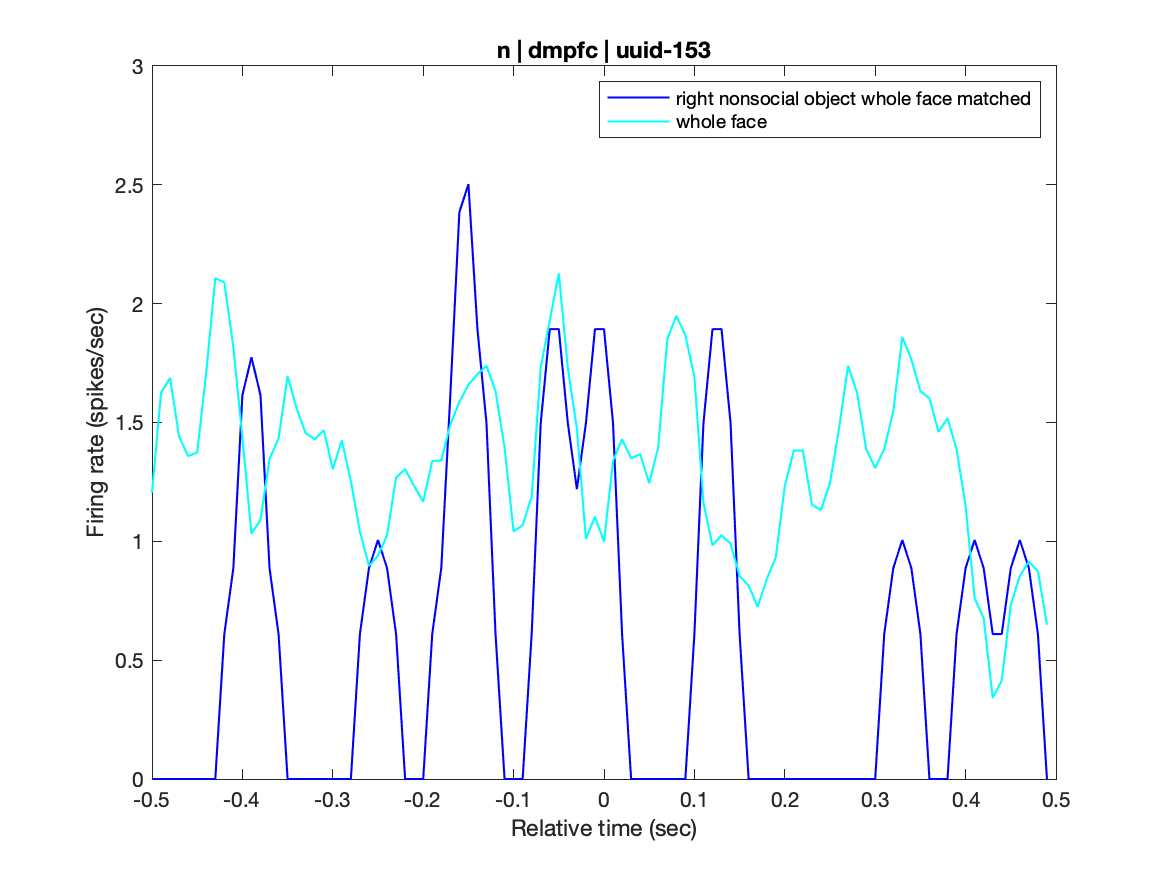 n | dmpfc | uuid-153
right nonsocial object whole face matched
whole face
Firing rate (spikes/sec)
3
2.5
2
1.5
1
0.5
0
-0.5 -0.4 -0.3 -0.2 -0.1 0 0.1 0.2 0.3 0.4 0.5
Relative time (sec)